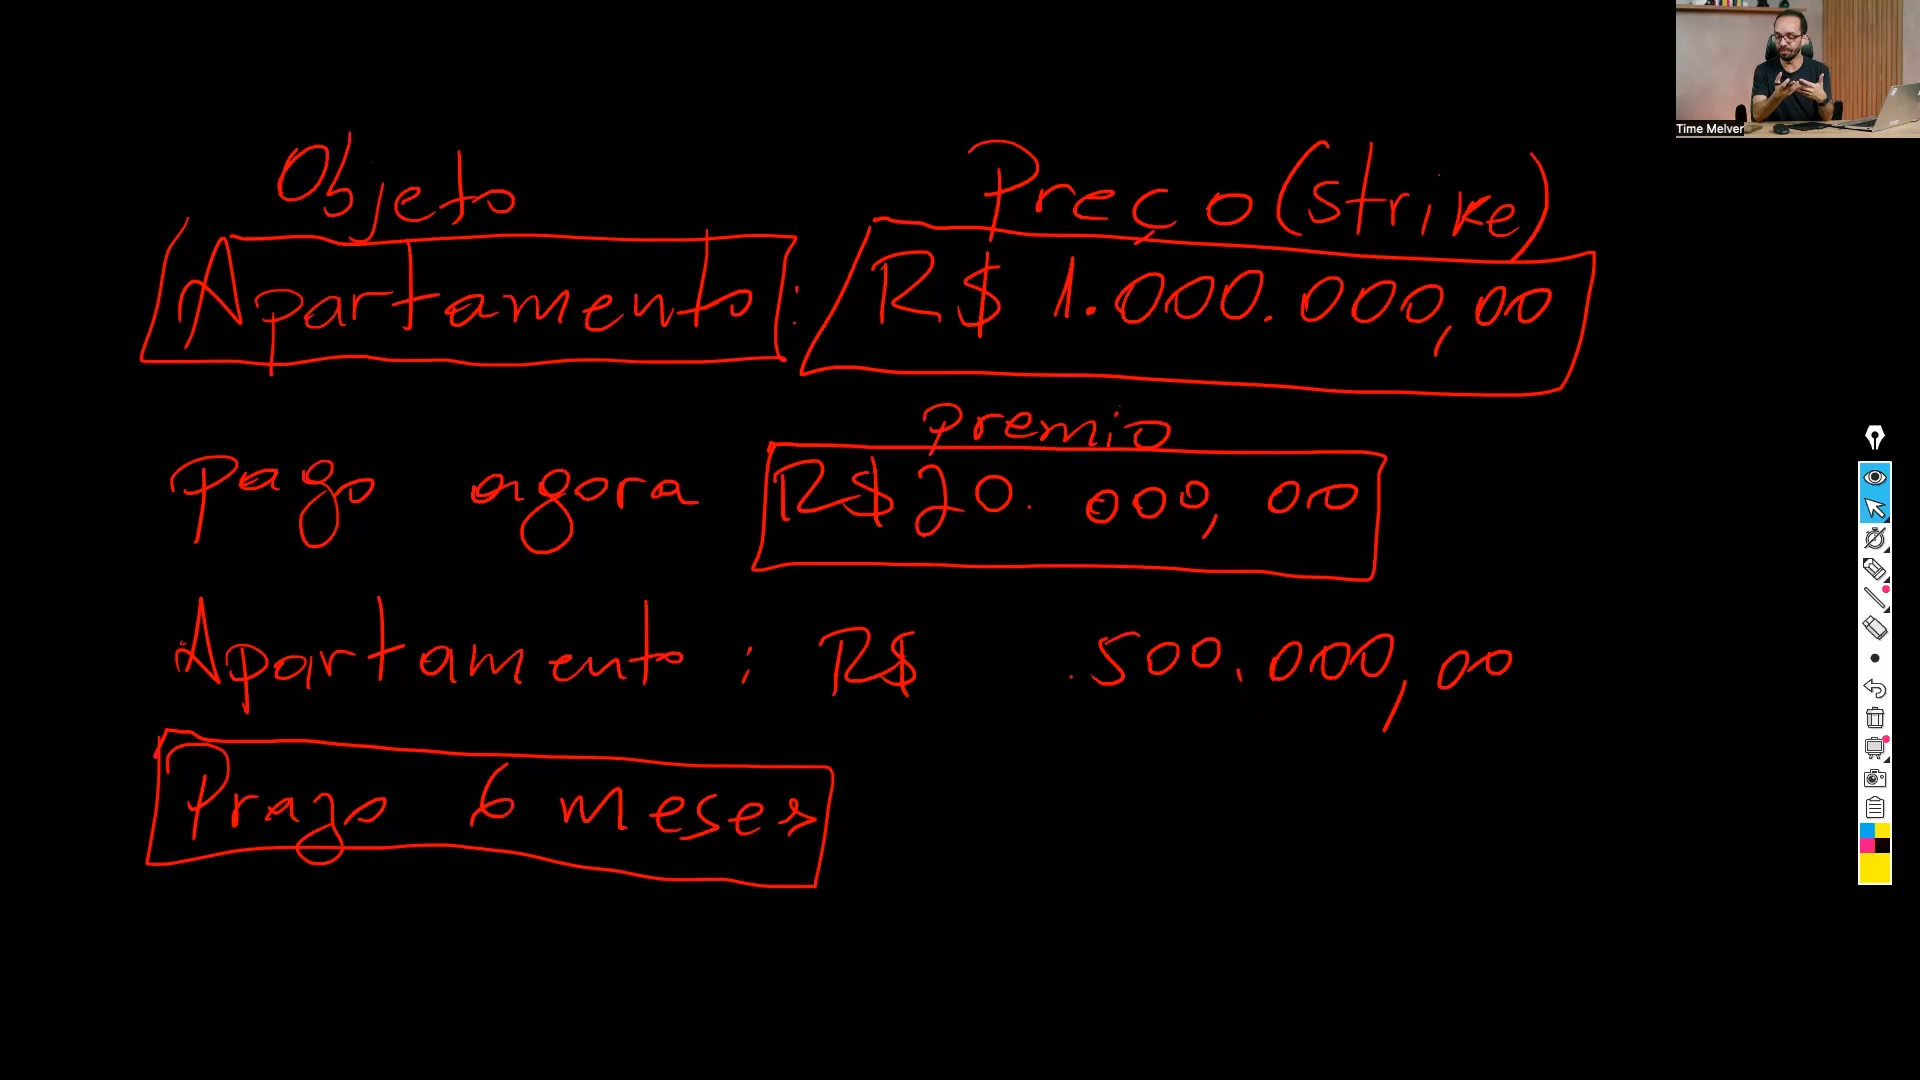 Time Melver
Objeto Preço (strike)
Apartamento: R$ 1.000.000,00
premio
pago agora R$ 20.000,00
Apartamento: R$ .500.000,00
Prazo 6 meses